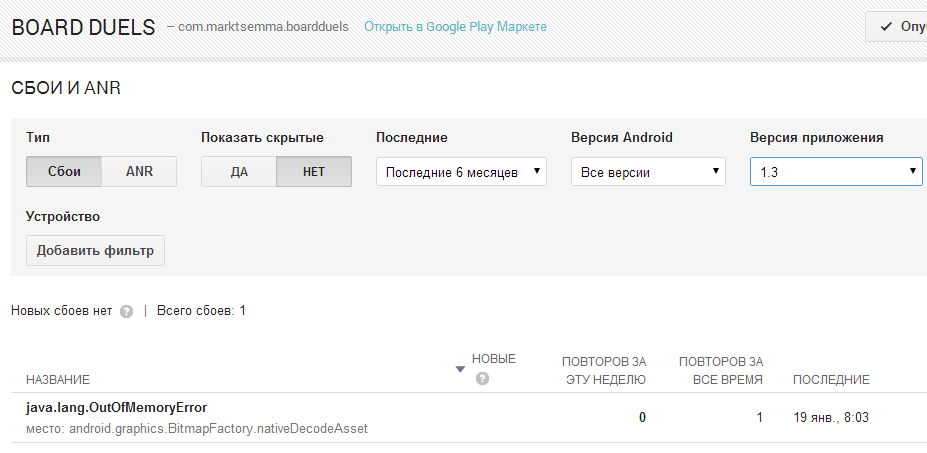 BOARD DUELS – com.marktsemma.boardduels Открыть в Google Play Маркете ✓ Опу
СБОИ И ANR
Тип Показать скрытые Последние Версия Android Версия приложения
Сбои ANR ДА НЕТ Последние 6 месяцев Все версии 1.3
Устройство
Добавить фильтр
Новых сбоев нет ? | Всего сбоев: 1
НАЗВАНИЕ НОВЫЕ ? ПОВТОРОВ ЗА ЭТУ НЕДЕЛЮ ПОВТОРОВ ЗА ВСЕ ВРЕМЯ ПОСЛЕДНИЕ
java.lang.OutOfMemoryError 0 1 19 янв., 8:03
место: android.graphics.BitmapFactory.nativeDecodeAsset